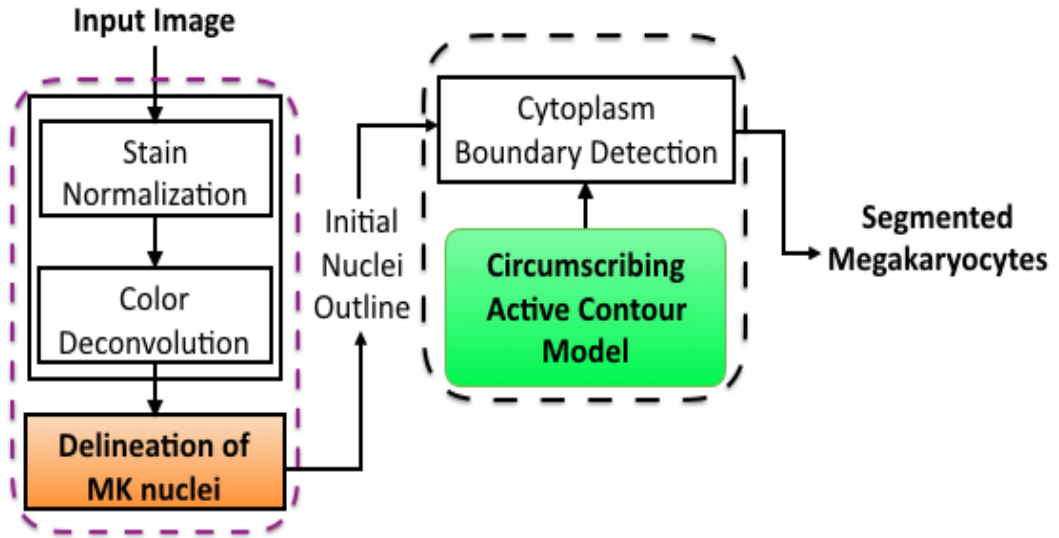 Input Image
Stain
Normalization
Color
Deconvolution
Delineation of
MK nuclei
Initial
Nuclei
Outline
Cytoplasm
Boundary Detection
Circumscribing
Active Contour
Model
Segmented
Megakaryocytes